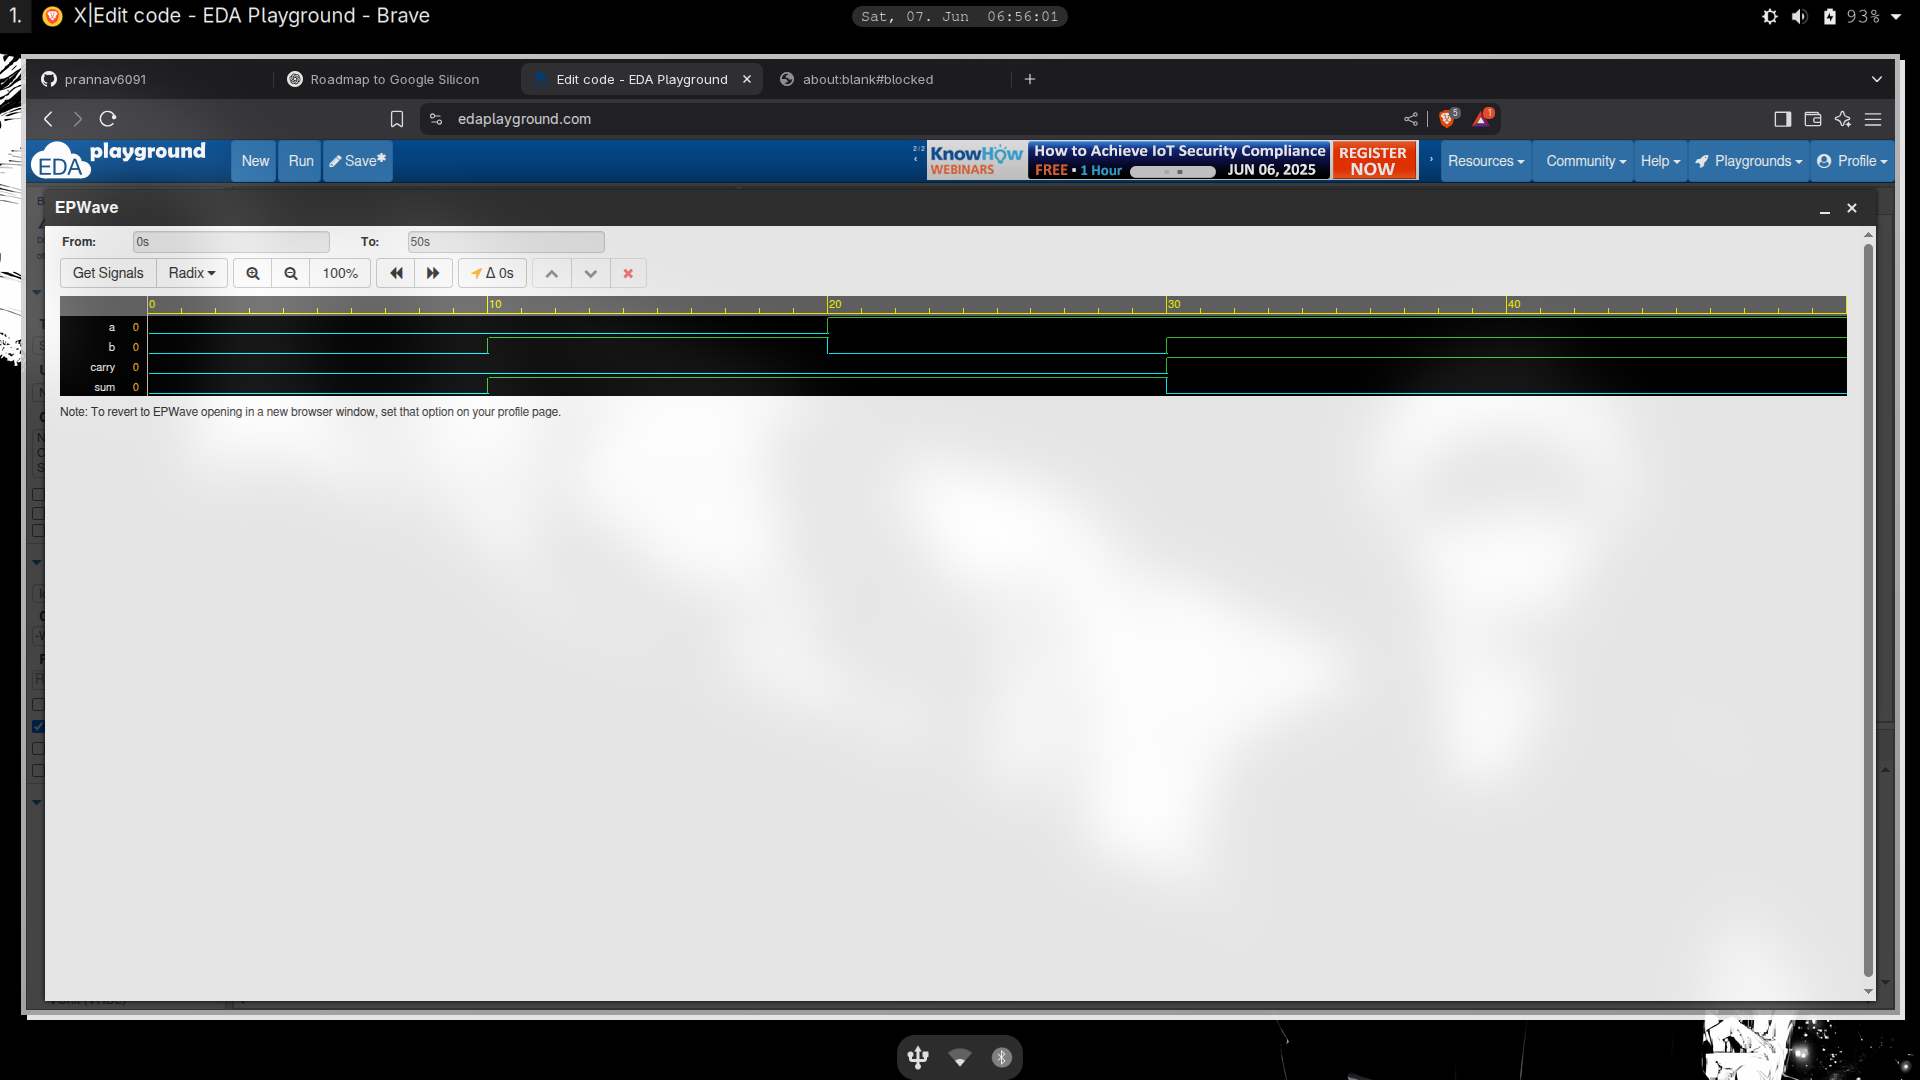 1. X|Edit code - EDA Playground - Brave
Sat, 07. Jun 06:56:01
93%
prannav6091
Roadmap to Google Silicon
Edit code - EDA Playground
about:blank#blocked
edaplayground.com
5
1
EDA playground
New
Run
Save*
2/2
KnowHow WEBINARS
How to Achieve IoT Security Compliance
FREE • 1 Hour
JUN 06, 2025
REGISTER NOW
Resources
Community
Help
Playgrounds
Profile
EPWave
From: 0s To: 50s
Get Signals Radix 100% Δ 0s
0 10 20 30 40
a 0
b 0
carry 0
sum 0
Note: To revert to EPWave opening in a new browser window, set that option on your profile page.